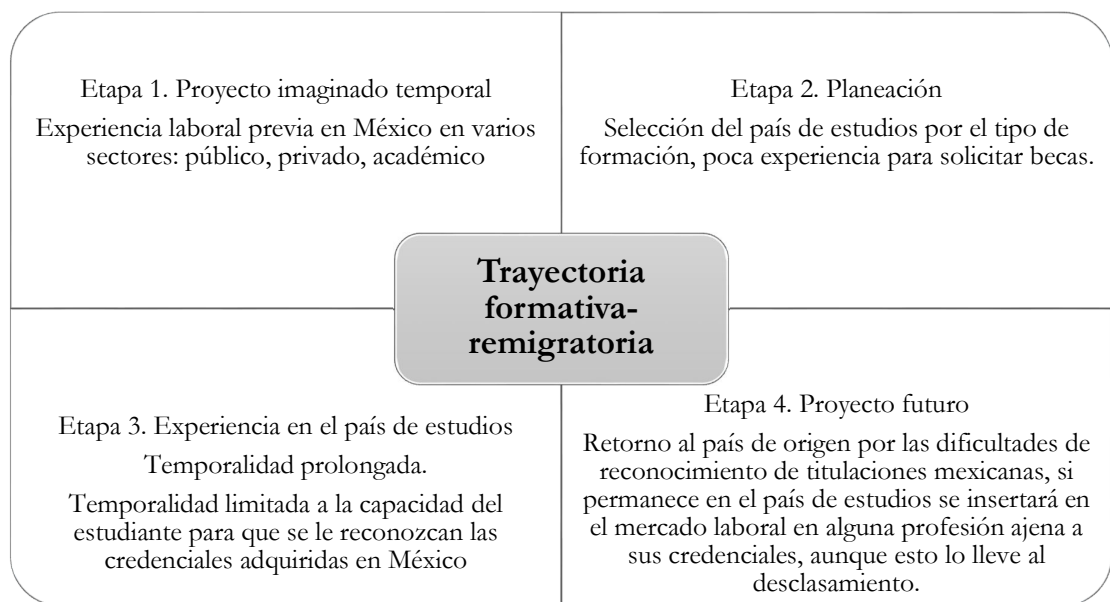 Etapa 1. Proyecto imaginado temporal
Experiencia laboral previa en México en varios
sectores: público, privado, académico
Etapa 2. Planeación
Selección del país de estudios por el tipo de
formación, poca experiencia para solicitar becas.
Trayectoria
formativa-
remigratoria
Etapa 3. Experiencia en el país de estudios
Temporalidad prolongada.
Temporalidad limitada a la capacidad del
estudiante para que se le reconozcan las
credenciales adquiridas en México
Etapa 4. Proyecto futuro
Retorno al país de origen por las dificultades de
reconocimiento de titulaciones mexicanas, si
permanece en el país de estudios se insertará en
el mercado laboral en alguna profesión ajena a
sus credenciales, aunque esto lo lleve al
desclasamiento.